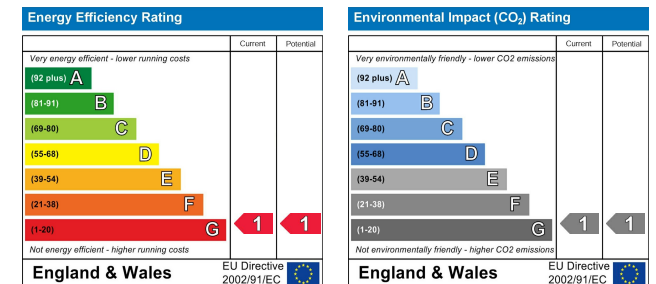 Energy Efficiency Rating
Current Potential
Very energy efficient - lower running costs
(92 plus) A
(81-91) B
(69-80) C
(55-68) D
(39-54) E
(21-38) F
(1-20) G 1 1
Not energy efficient - higher running costs
England & Wales
EU Directive
2002/91/EC
Environmental Impact (CO₂) Rating
Current Potential
Very environmentally friendly - lower CO2 emissions
(92 plus) A
(81-91) B
(69-80) C
(55-68) D
(39-54) E
(21-38) F
(1-20) G 1 1
Not environmentally friendly - higher CO2 emissions
England & Wales
EU Directive
2002/91/EC